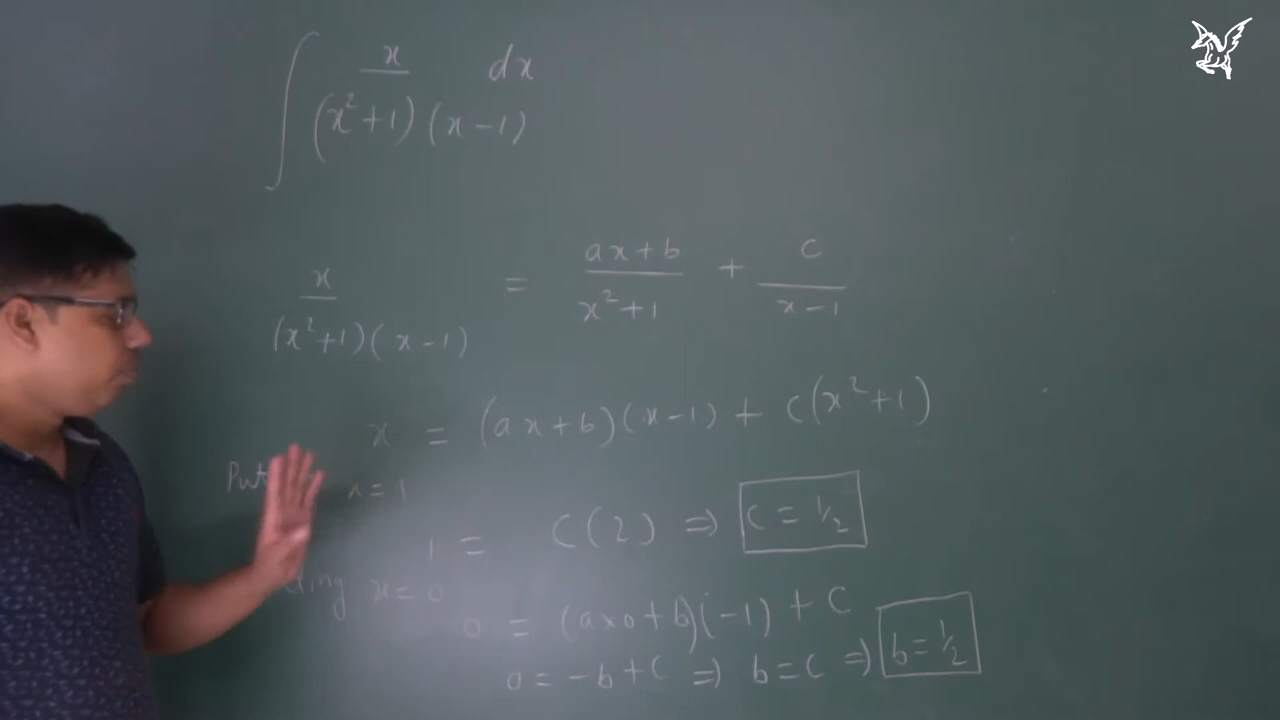 ∫ x/((x²+1)(x-1)) dx
x/((x²+1)(x-1)) = (ax+b)/(x²+1) + c/(x-1)
x = (ax+b)(x-1) + c(x²+1)
x=1
1 = c(2) ⇒ c = 1/2
x=0
0 = (a×0+b)(-1) + c
0 = -b+c ⇒ b=c ⇒ b=1/2